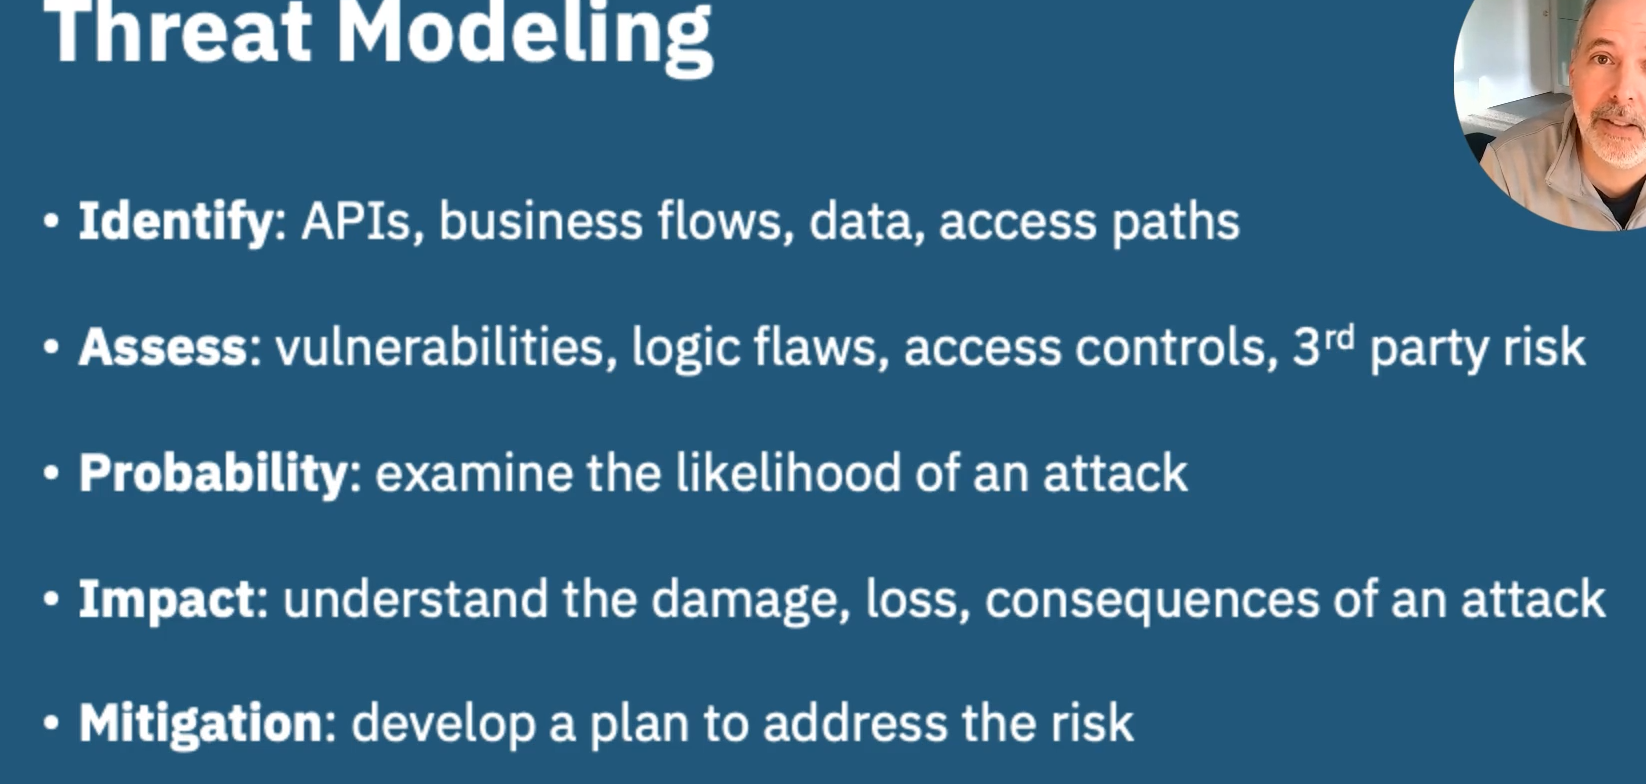 Threat Modeling
• Identify: APIs, business flows, data, access paths
• Assess: vulnerabilities, logic flaws, access controls, 3rd party risk
• Probability: examine the likelihood of an attack
• Impact: understand the damage, loss, consequences of an attack
• Mitigation: develop a plan to address the risk